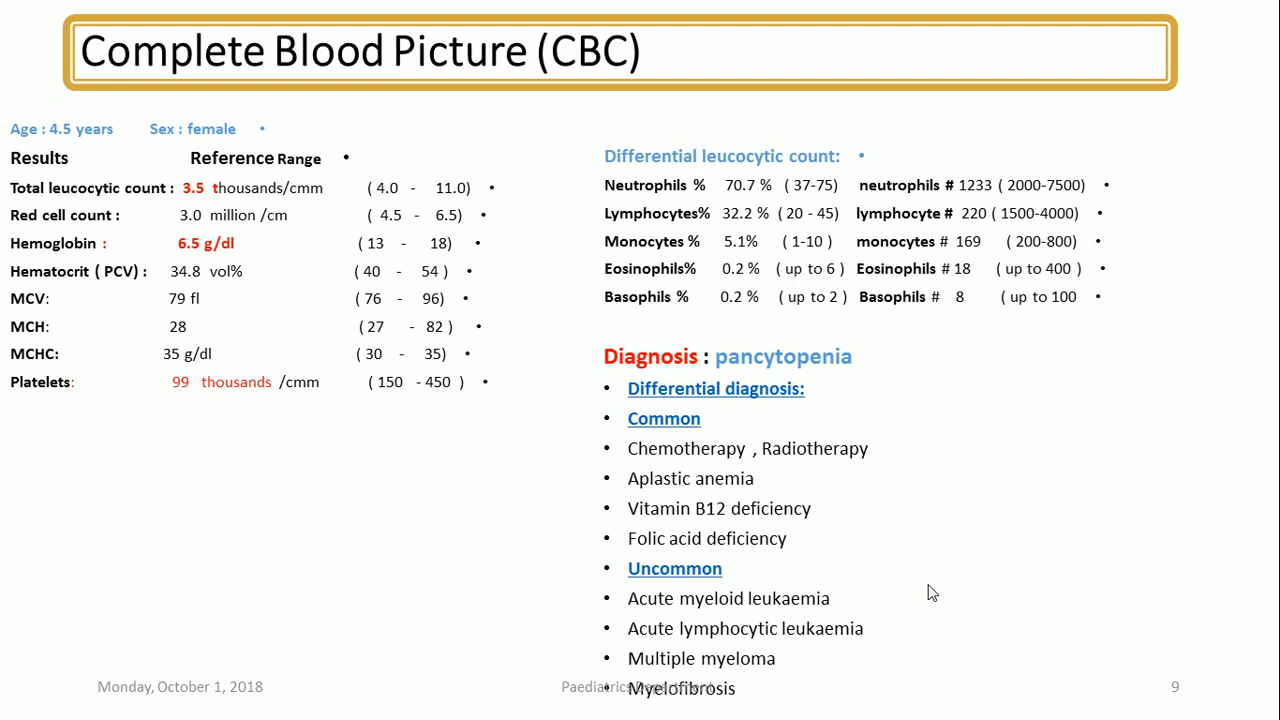 Complete Blood Picture (CBC)
Age : 4.5 years Sex : female •
Results Reference Range •
Total leucocytic count : 3.5 thousands/cmm ( 4.0 - 11.0) •
Red cell count : 3.0 million /cm ( 4.5 - 6.5) •
Hemoglobin : 6.5 g/dl (13 - 18) •
Hematocrit ( PCV) : 34.8 vol% ( 40 - 54 ) •
MCV: 79 fl ( 76 - 96) •
MCH: 28 ( 27 - 82 ) •
MCHC: 35 g/dl ( 30 - 35) •
Platelets: 99 thousands /cmm ( 150 - 450 ) •
Differential leucocytic count: •
Neutrophils % 70.7 % ( 37-75) neutrophils # 1233 ( 2000-7500) •
Lymphocytes% 32.2 % ( 20 - 45) lymphocyte # 220 ( 1500-4000) •
Monocytes % 5.1% ( 1-10 ) monocytes # 169 (200-800) •
Eosinophils% 0.2 % ( up to 6 ) Eosinophils # 18 ( up to 400 ) •
Basophils % 0.2 % ( up to 2 ) Basophils # 8 ( up to 100 •
Diagnosis : pancytopenia
• Differential diagnosis:
• Common
• Chemotherapy , Radiotherapy
• Aplastic anemia
• Vitamin B12 deficiency
• Folic acid deficiency
• Uncommon
• Acute myeloid leukaemia
• Acute lymphocytic leukaemia
• Multiple myeloma
• Myelofibrosis
Monday, October 1, 2018 Paediatrics Department 9